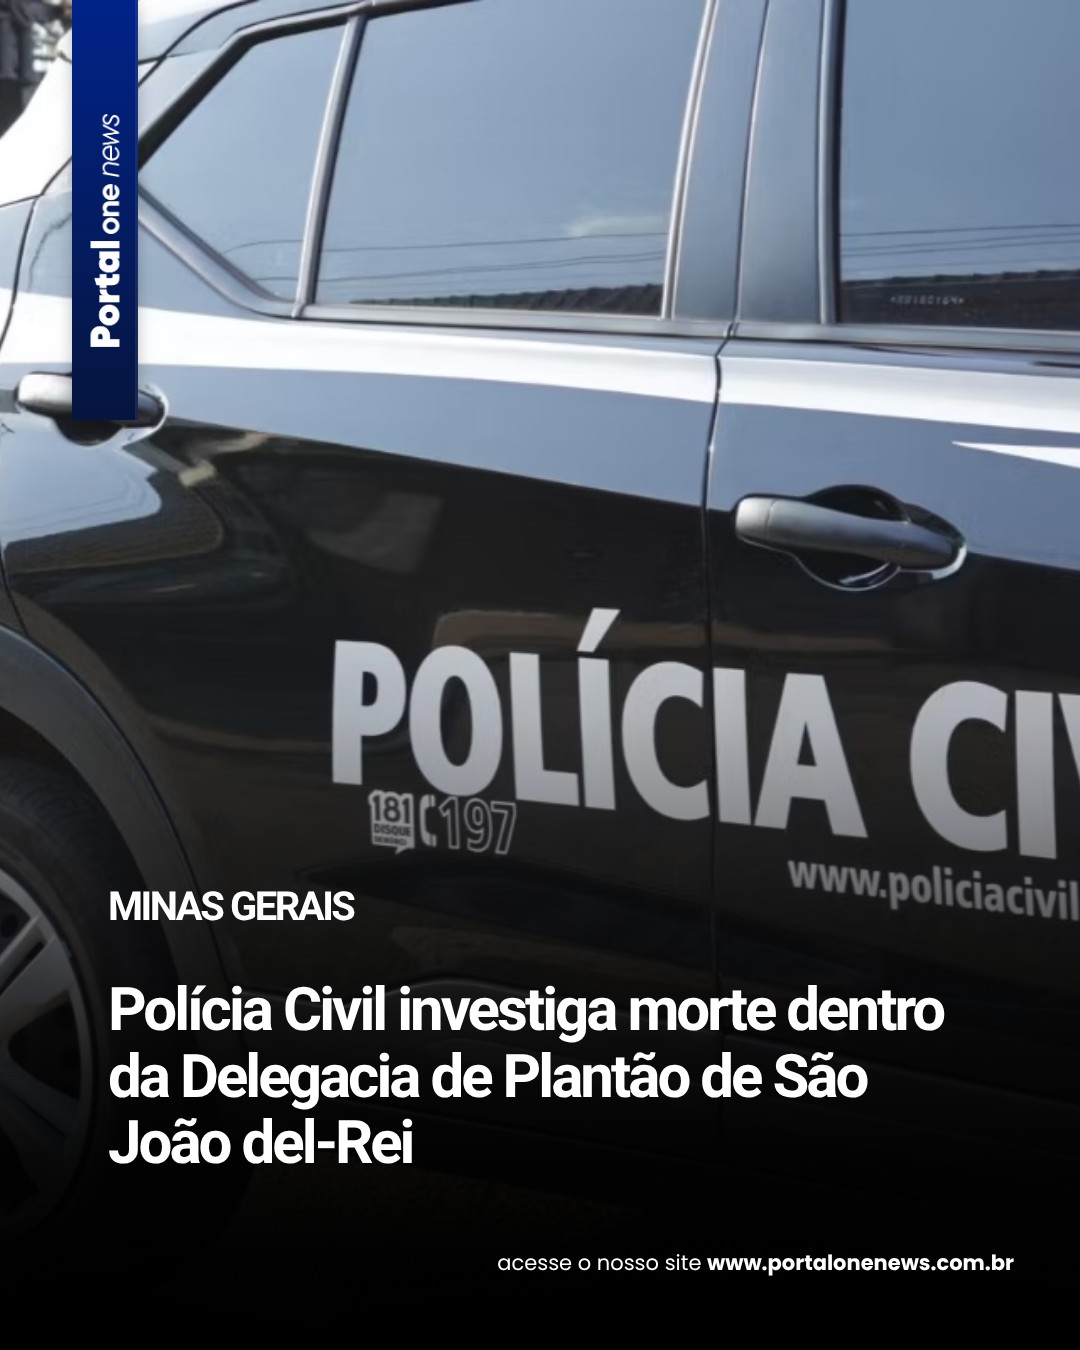 Portal one news
POLÍCIA CIV
181 197
DISQUE
www.policiacivil
MINAS GERAIS
Polícia Civil investiga morte dentro
da Delegacia de Plantão de São
João del-Rei
acesse o nosso site www.portalonenews.com.br